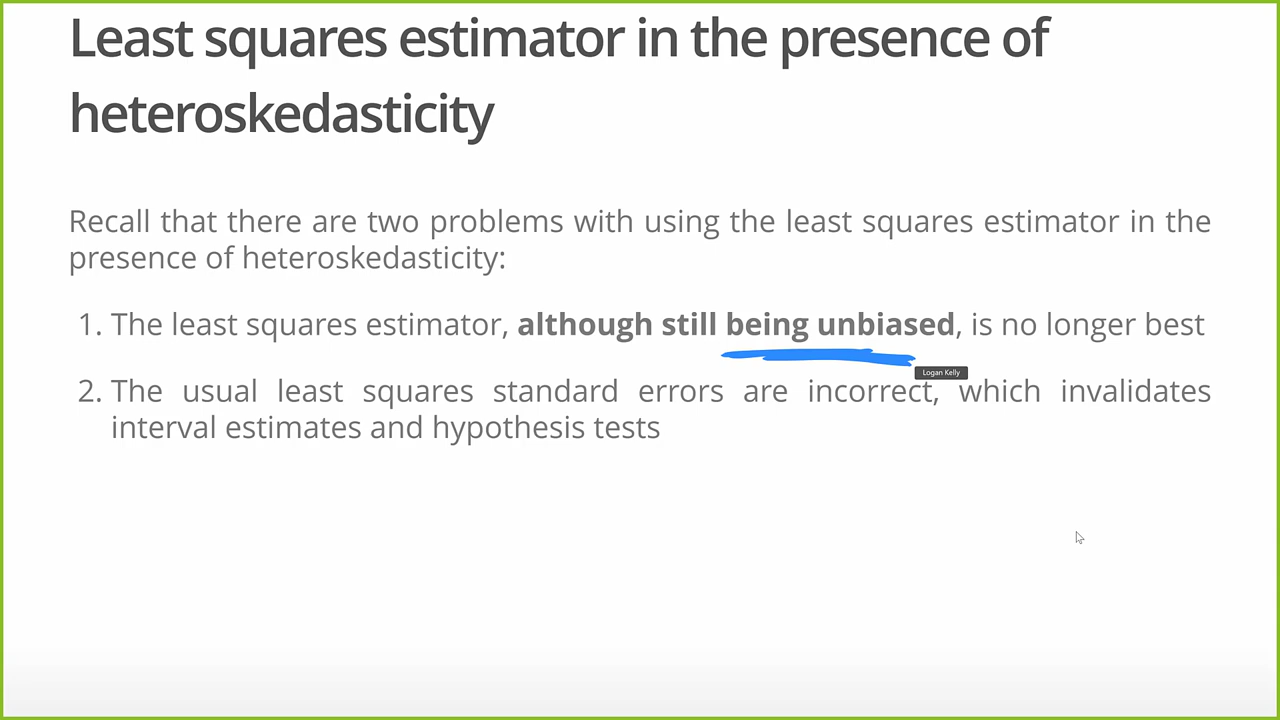 Least squares estimator in the presence of
heteroskedasticity
Recall that there are two problems with using the least squares estimator in the
presence of heteroskedasticity:
1. The least squares estimator, although still being unbiased, is no longer best
Logan Kelly
2. The usual least squares standard errors are incorrect, which invalidates
interval estimates and hypothesis tests